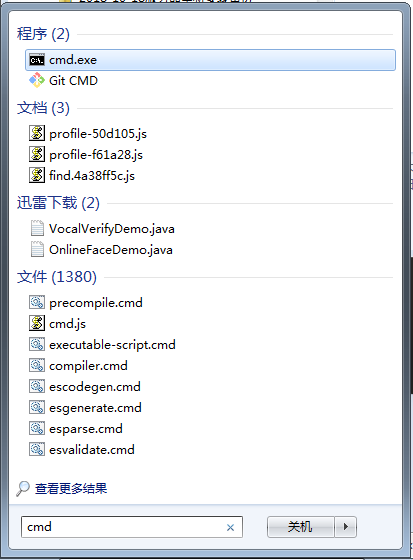 程序 (2)
cmd.exe
Git CMD
文档 (3)
profile-50d105.js
profile-f61a28.js
find.4a38ff5c.js
迅雷下载 (2)
VocalVerifyDemo.java
OnlineFaceDemo.java
文件 (1380)
precompile.cmd
cmd.js
executable-script.cmd
compiler.cmd
escodegen.cmd
esgenerate.cmd
esparse.cmd
esvalidate.cmd
查看更多结果
cmd
关机